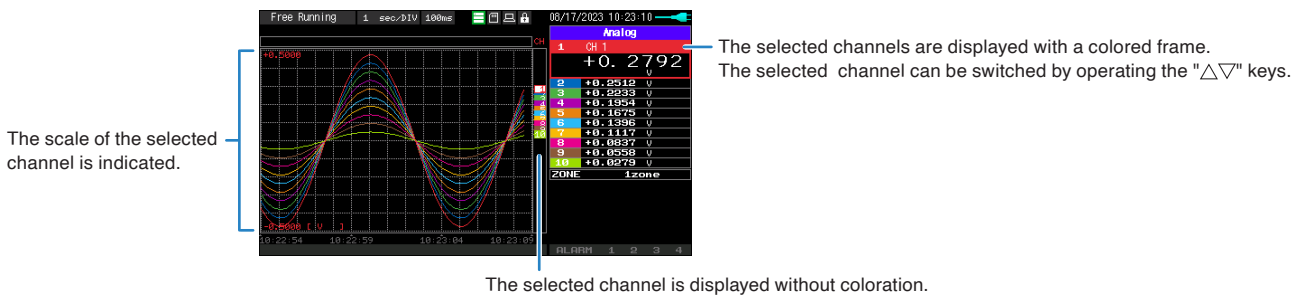 Free Running 1 sec/DIV 100ms 08/17/2023 10:23:10
Analog
CH
1 CH 1
+0.2792
V
2 +0.2512 V
3 +0.2233 V
4 +0.1954 V
5 +0.1675 V
6 +0.1396 V
7 +0.1117 V
8 +0.0837 V
9 +0.0558 V
10 +0.0279 V
ZONE 1zone
+0.5000
-0.5000 [ V ]
10:22:54 10:22:59 10:23:04 10:23:09
ALARM 1 2 3 4
The selected channels are displayed with a colored frame.
The selected channel can be switched by operating the "△▽" keys.
The scale of the selected
channel is indicated.
The selected channel is displayed without coloration.